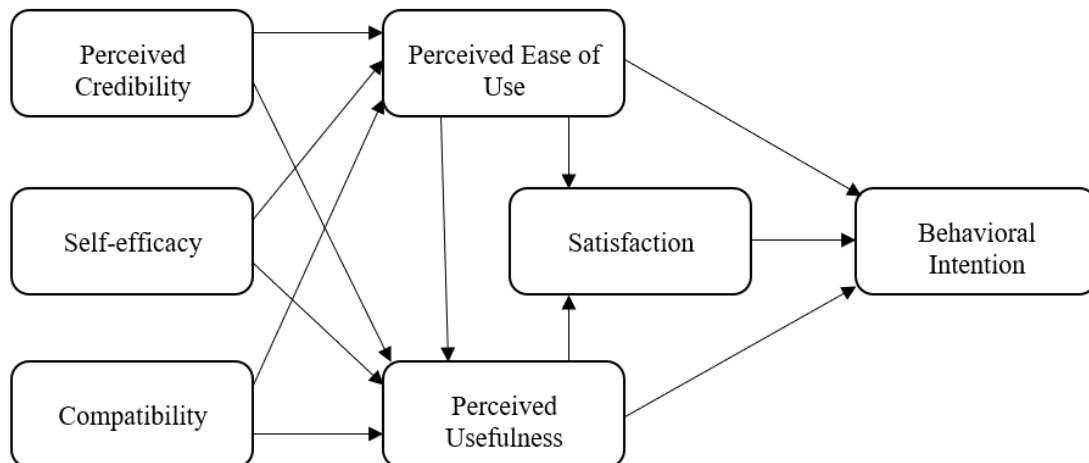 Perceived
Credibility
Perceived Ease of
Use
Self-efficacy
Satisfaction
Behavioral
Intention
Compatibility
Perceived
Usefulness